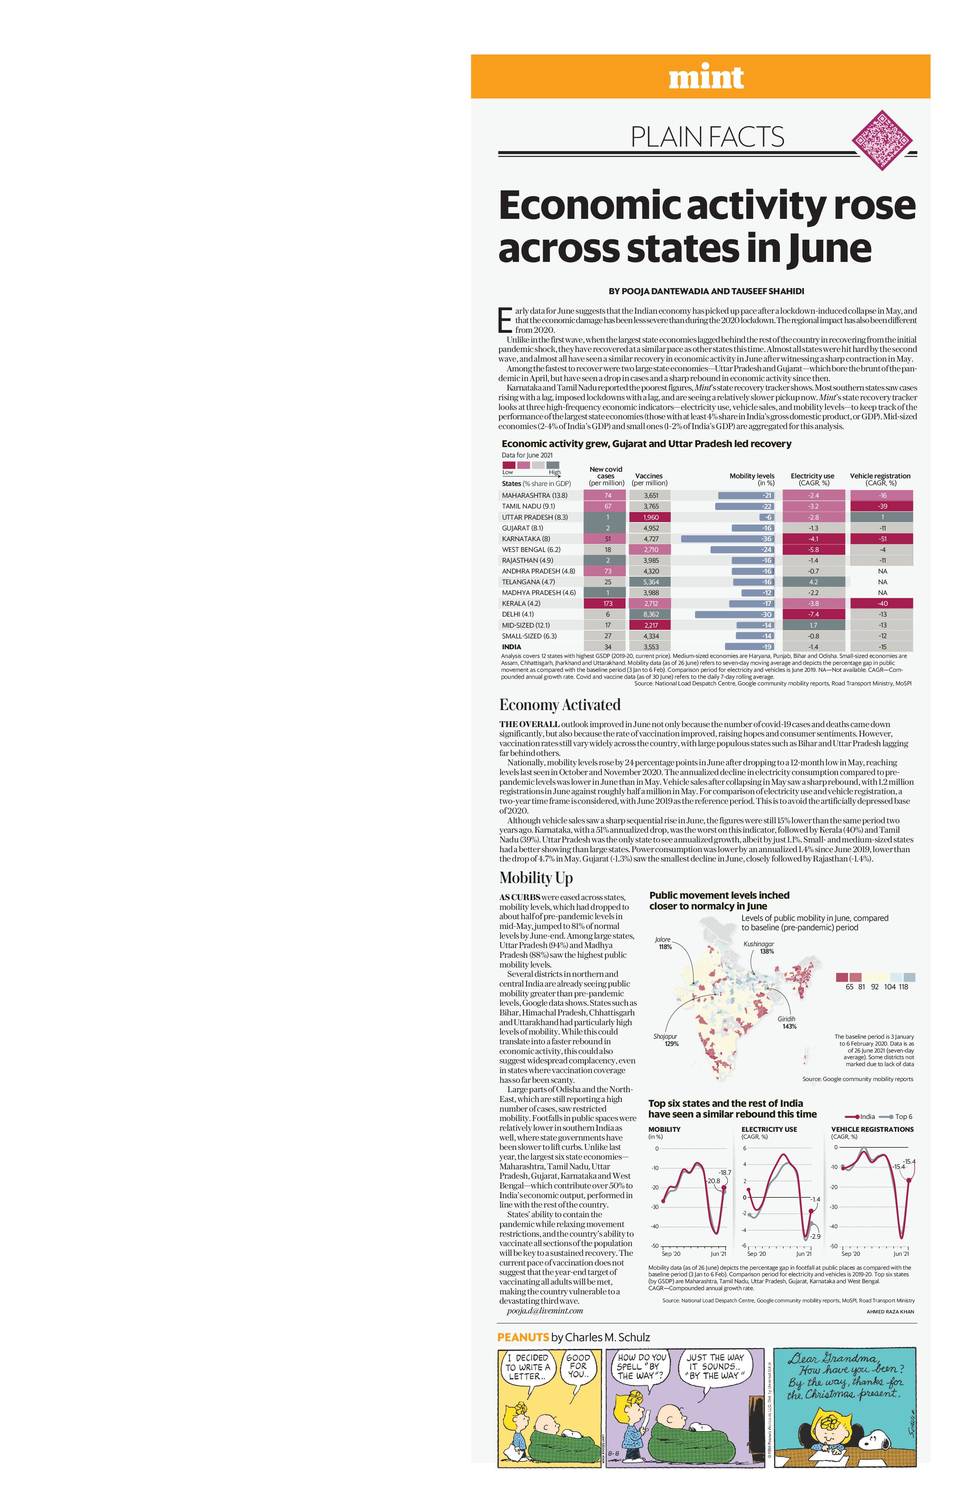 mint
PLAIN FACTS
Economic activity rose
across states in June
BY POOJA DANTEWADIA AND TAUSEEF SHAHIDI
Early data for June suggests that the Indian economy has picked up pace after a lockdown-induced collapse in May, and
that the economic damage has been less severe than during the 2020 lockdown. The regional impact has also been different
from 2020.
Unlike in the first wave, when the largest state economies lagged behind the rest of the country in recovering from the initial
pandemic shock, they have recovered at a similar pace as other states this time. Almost all states were hit hard by the second
wave, and almost all have seen a similar recovery in economic activity in June after witnessing a sharp contraction in May.
Among the fastest to recover were two large state economies—Uttar Pradesh and Gujarat—which bore the brunt of the pan-
demic in April, but have seen a drop in cases and a sharp rebound in economic activity since then.
Karnataka and Tamil Nadu reported the poorest figures, Mint's state recovery tracker shows. Most southern states saw cases
rising with a lag, imposed lockdowns with a lag, and are seeing a relatively slower pickup now. Mint's state recovery tracker
looks at three high-frequency economic indicators—electricity use, vehicle sales, and mobility levels—to keep track of the
performance of the largest state economies (those with at least 4% share in India's gross domestic product, or GDP). Mid-sized
economies (2-4% of India's GDP) and small ones (1-2% of India's GDP) are aggregated for this analysis.
Economic activity grew, Gujarat and Uttar Pradesh led recovery
Data for June 2021
Low High
States (% share in GDP) New covid cases (per million) Vaccines (per million) Mobility levels (in %) Electricity use (CAGR, %) Vehicle registration (CAGR, %)
MAHARASHTRA (13.8) 74 3,651 -21 -2.4 -16
TAMIL NADU (9.1) 67 3,765 -22 -3.2 -39
UTTAR PRADESH (8.3) 1 1,960 -6 -2.8 1
GUJARAT (8.1) 2 4,952 -16 -1.3 -11
KARNATAKA (8) 51 4,727 -36 -4.1 -51
WEST BENGAL (6.2) 18 2,710 -24 -5.8 -4
RAJASTHAN (4.9) 2 3,985 -16 -1.4 -11
ANDHRA PRADESH (4.8) 73 4,320 -16 -0.7 NA
TELANGANA (4.7) 25 5,364 -16 4.2 NA
MADHYA PRADESH (4.6) 1 3,988 -12 -2.2 NA
KERALA (4.2) 173 2,712 -17 -3.8 -40
DELHI (4.1) 6 8,362 -30 -7.4 -13
MID-SIZED (12.1) 17 2,217 -14 1.7 -13
SMALL-SIZED (6.3) 27 4,334 -14 -0.8 -12
INDIA 34 3,553 -19 -1.4 -15
Analysis covers 12 states with highest GSDP (2019-20, current price). Medium-sized economies are Haryana, Punjab, Bihar and Odisha. Small-sized economies are
Assam, Chhattisgarh, Jharkhand and Uttarakhand. Mobility data (as of 26 June) refers to seven-day moving average and depicts the percentage gap in public
movement as compared with the baseline period (3 Jan to 6 Feb). Comparison period for electricity and vehicles is June 2019. NA—Not available. CAGR—Com-
pounded annual growth rate. Covid and vaccine data (as of 30 June) refers to the daily 7-day rolling average.
Source: National Load Despatch Centre, Google community mobility reports, Road Transport Ministry, MoSPI
Economy Activated
THE OVERALL outlook improved in June not only because the number of covid-19 cases and deaths came down
significantly, but also because the rate of vaccination improved, raising hopes and consumer sentiments. However,
vaccination rates still vary widely across the country, with large populous states such as Bihar and Uttar Pradesh lagging
far behind others.
Nationally, mobility levels rose by 24 percentage points in June after dropping to a 12-month low in May, reaching
levels last seen in October and November 2020. The annualized decline in electricity consumption compared to pre-
pandemic levels was lower in June than in May. Vehicle sales after collapsing in May saw a sharp rebound, with 1.2 million
registrations in June against roughly half a million in May. For comparison of electricity use and vehicle registration, a
two-year time frame is considered, with June 2019 as the reference period. This is to avoid the artificially depressed base
of 2020.
Although vehicle sales saw a sharp sequential rise in June, the figures were still 15% lower than the same period two
years ago. Karnataka, with a 51% annualized drop, was the worst on this indicator, followed by Kerala (40%) and Tamil
Nadu (39%). Uttar Pradesh was the only state to see annualized growth, albeit by just 1.1%. Small- and medium-sized states
had a better showing than large states. Power consumption was lower by an annualized 1.4% since June 2019, lower than
the drop of 4.7% in May. Gujarat (-1.3%) saw the smallest decline in June, closely followed by Rajasthan (-1.4%).
Mobility Up
AS CURBS were eased across states,
mobility levels, which had dropped to
about half of pre-pandemic levels in
mid-May, jumped to 81% of normal
levels by June-end. Among large states,
Uttar Pradesh (94%) and Madhya
Pradesh (88%) saw the highest public
mobility levels.
Several districts in northern and
central India are already seeing public
mobility greater than pre-pandemic
levels, Google data shows. States such as
Bihar, Himachal Pradesh, Chhattisgarh
and Uttarakhand had particularly high
levels of mobility. While this could
translate into a faster rebound in
economic activity, this could also
suggest widespread complacency, even
in states where vaccination coverage
has so far been scanty.
Large parts of Odisha and the North-
East, which are still reporting a high
number of cases, saw restricted
mobility. Footfalls in public spaces were
relatively lower in southern India as
well, where state governments have
been slower to lift curbs. Unlike last
year, the largest six state economies—
Maharashtra, Tamil Nadu, Uttar
Pradesh, Gujarat, Karnataka and West
Bengal—which contribute over 50% to
India's economic output, performed in
line with the rest of the country.
States' ability to contain the
pandemic while relaxing movement
restrictions, and the country's ability to
vaccinate all sections of the population
will be key to a sustained recovery. The
current pace of vaccination does not
suggest that the year-end target of
vaccinating all adults will be met,
making the country vulnerable to a
devastating third wave.
pooja.d@livemint.com
Public movement levels inched
closer to normalcy in June
Levels of public mobility in June, compared
to baseline (pre-pandemic) period
Jalore
118%
Kushinagar
138%
Giridih
143%
Shajapur
129%
65 81 92 104 118
The baseline period is 3 January
to 6 February 2020. Data is as
of 26 June 2021 (seven-day
average). Some districts not
marked due to lack of data
Source: Google community mobility reports
Top six states and the rest of India
have seen a similar rebound this time
India Top 6
MOBILITY
(in %)
0
-10
-20
-30
-40
-50
-18.7
-20.8
Sep '20 Jun '21
ELECTRICITY USE
(CAGR, %)
6
4
2
0
-2
-4
-6
-1.4
-2.9
Sep '20 Jun '21
VEHICLE REGISTRATIONS
(CAGR, %)
0
-10
-20
-30
-40
-50
-15.4
-15.4
Sep '20 Jun '21
Mobility data (as of 26 June) depicts the percentage gap in footfall at public places as compared with the
baseline period (3 Jan to 6 Feb). Comparison period for electricity and vehicles is 2019-20. Top six states
(by GSDP) are Maharashtra, Tamil Nadu, Uttar Pradesh, Gujarat, Karnataka and West Bengal.
CAGR—Compounded annual growth rate.
Source: National Load Despatch Centre, Google community mobility reports, MoSPI, Road Transport Ministry
AHMED RAZA KHAN
PEANUTS by Charles M. Schulz
I DECIDED
TO WRITE A
LETTER..
GOOD
FOR
YOU..
HOW DO YOU
SPELL "BY
THE WAY"?
JUST THE WAY
IT SOUNDS..
"BY THE WAY"
8-8
Dear Grandma,
How have you been?
By the way, thanks for
the Christmas present.